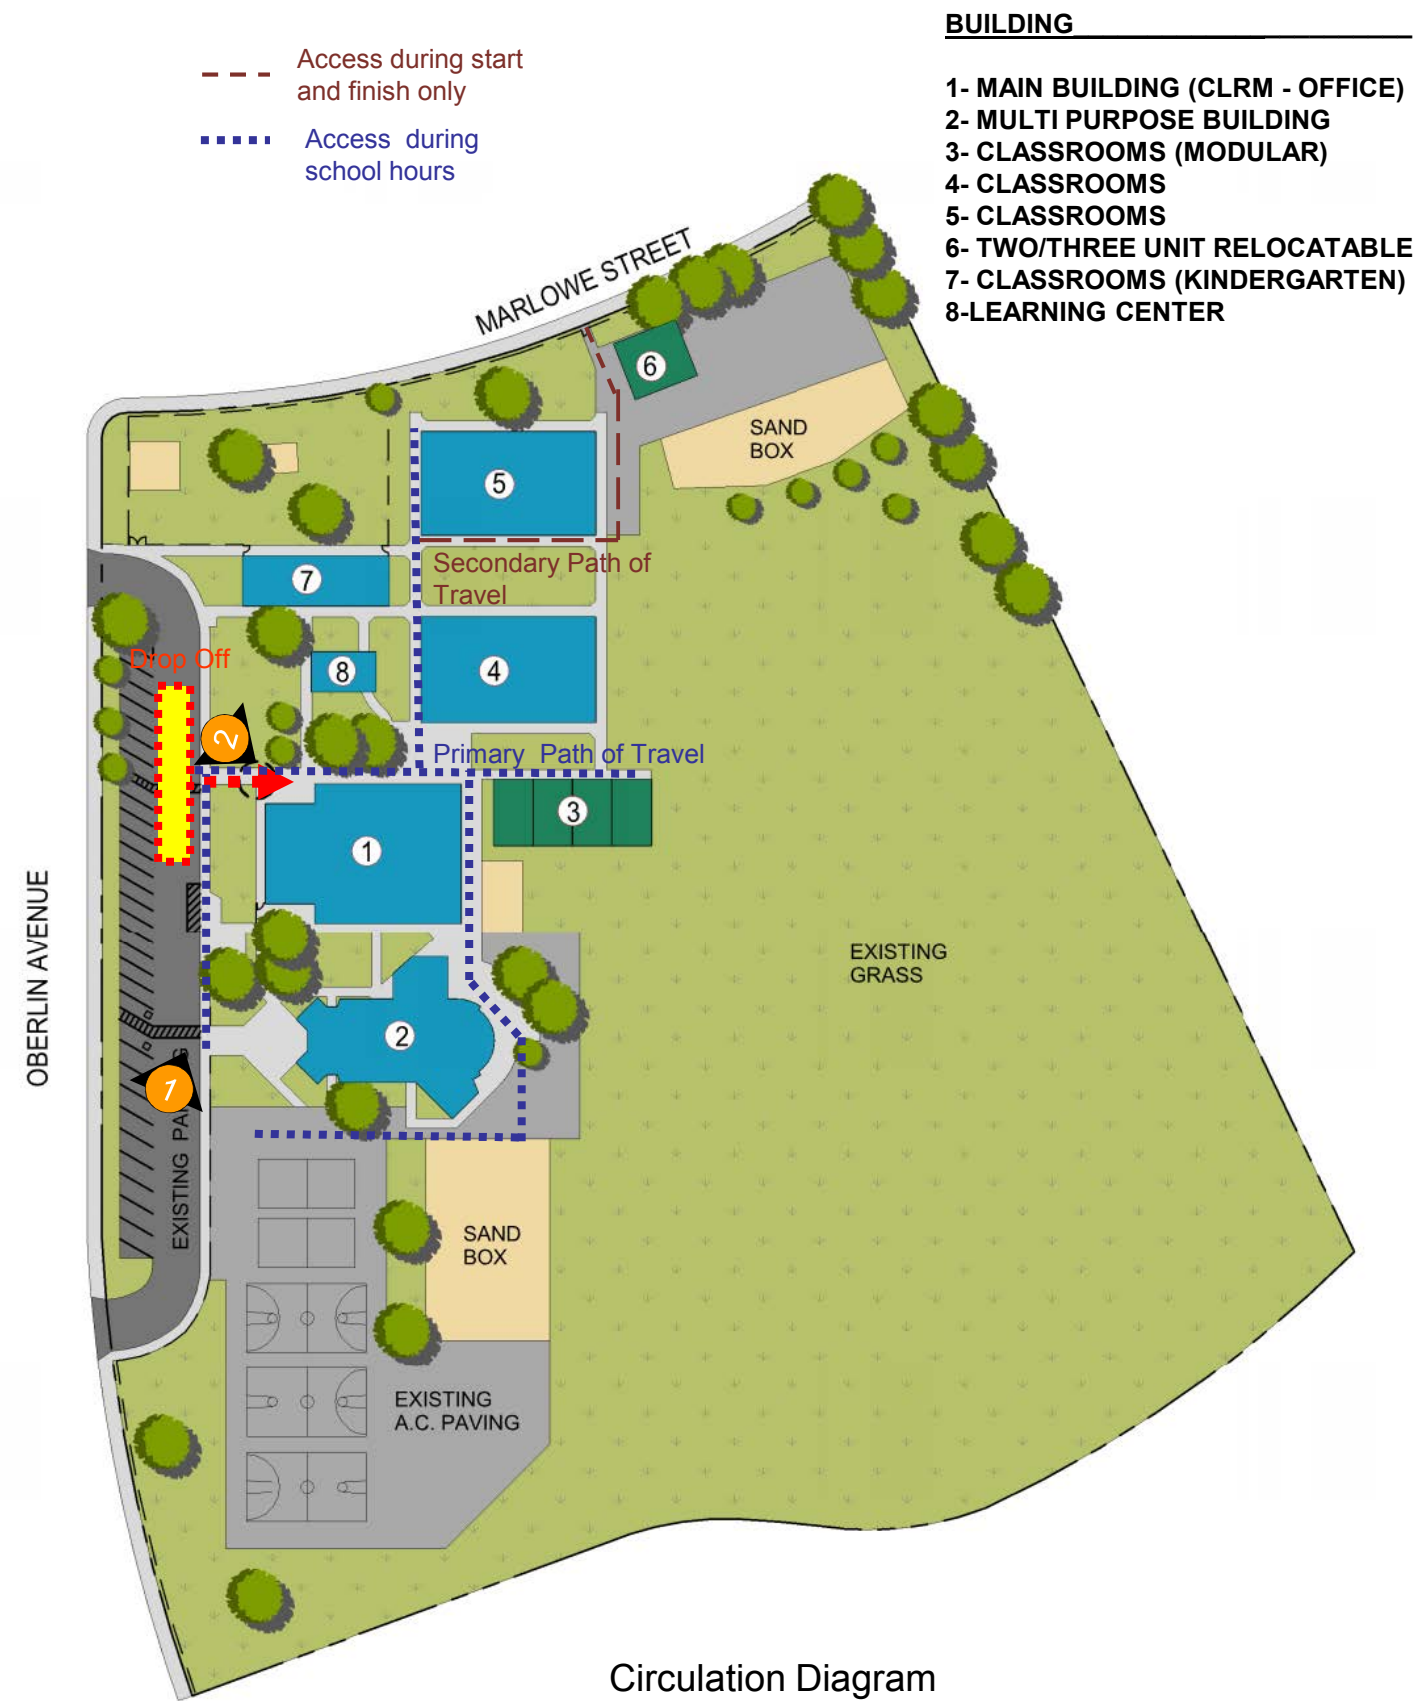 BUILDING
1- MAIN BUILDING (CLRM - OFFICE)
2- MULTI PURPOSE BUILDING
3- CLASSROOMS (MODULAR)
4- CLASSROOMS
5- CLASSROOMS
6- TWO/THREE UNIT RELOCATABLE
7- CLASSROOMS (KINDERGARTEN)
8-LEARNING CENTER
Access during start
and finish only
Access during
school hours
MARLOWE STREET
6
SAND
BOX
5
Secondary Path of
Travel
7
4
8
Drop Off
2
Primary Path of Travel
3
1
OBERLIN AVENUE
EXISTING
GRASS
2
1
EXISTING
SAND
BOX
EXISTING
A.C. PAVING
Circulation Diagram